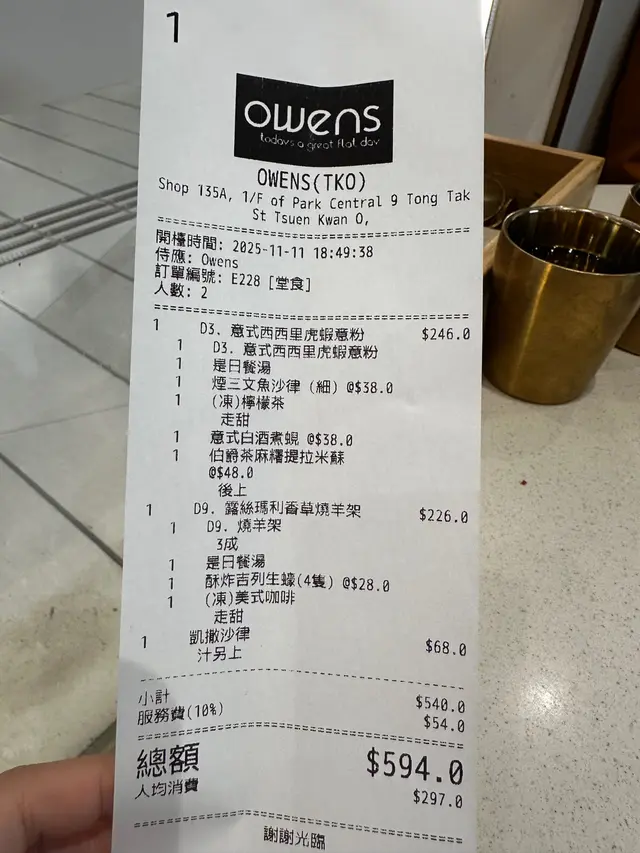 1
owens
todays a great flat day
OWENS(TKO)
Shop 135A, 1/F of Park Central 9 Tong Tak
St Tsuen Kwan O,
開檯時間: 2025-11-11 18:49:38
侍應: Owens
訂單編號: E228 [堂食]
人數: 2
1 D3. 意式西西里虎蝦意粉 $246.0
1 D3. 意式西西里虎蝦意粉
1 是日餐湯
1 煙三文魚沙律 (細) @$38.0
1 (凍)檸檬茶
走甜
1 意式白酒煮蜆 @$38.0
1 伯爵茶麻糬提拉米蘇
@$48.0
後上
1 D9. 露絲瑪利香草燒羊架 $226.0
1 D9. 燒羊架
3成
1 是日餐湯
1 酥炸吉列生蠔(4隻) @$28.0
1 (凍)美式咖啡
走甜
1 凱撒沙律 $68.0
汁另上
小計 $540.0
服務費(10%) $54.0
總額 $594.0
人均消費 $297.0
謝謝光臨